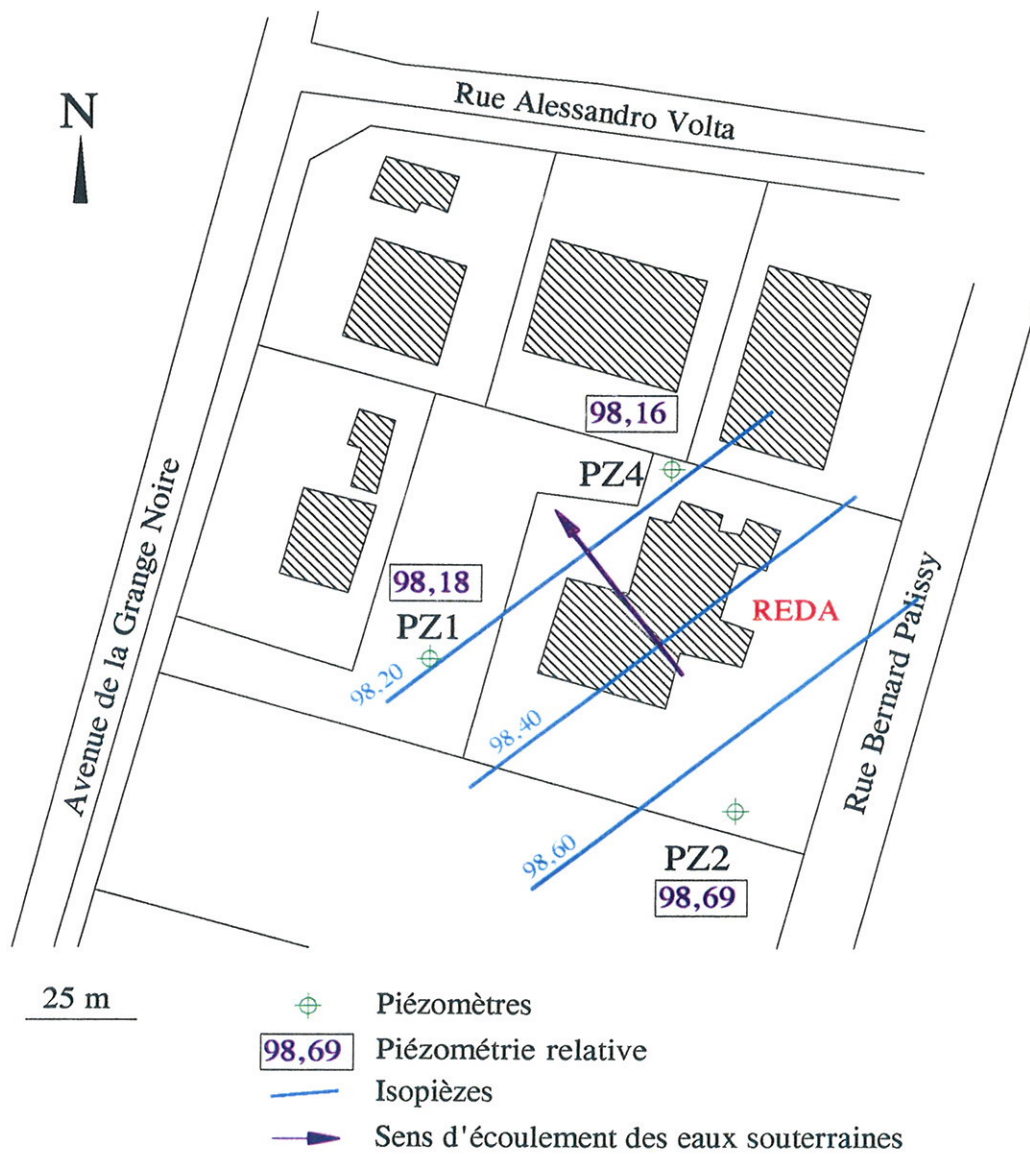 N
Rue Alessandro Volta
98,16
PZ4
98,18
PZ1
REDA
98,20
98,40
98,60
PZ2
98,69
Avenue de la Grange Noire
Rue Bernard Palissy
25 m
Piézomètres
98,69 Piézométrie relative
Isopièzes
Sens d'écoulement des eaux souterraines